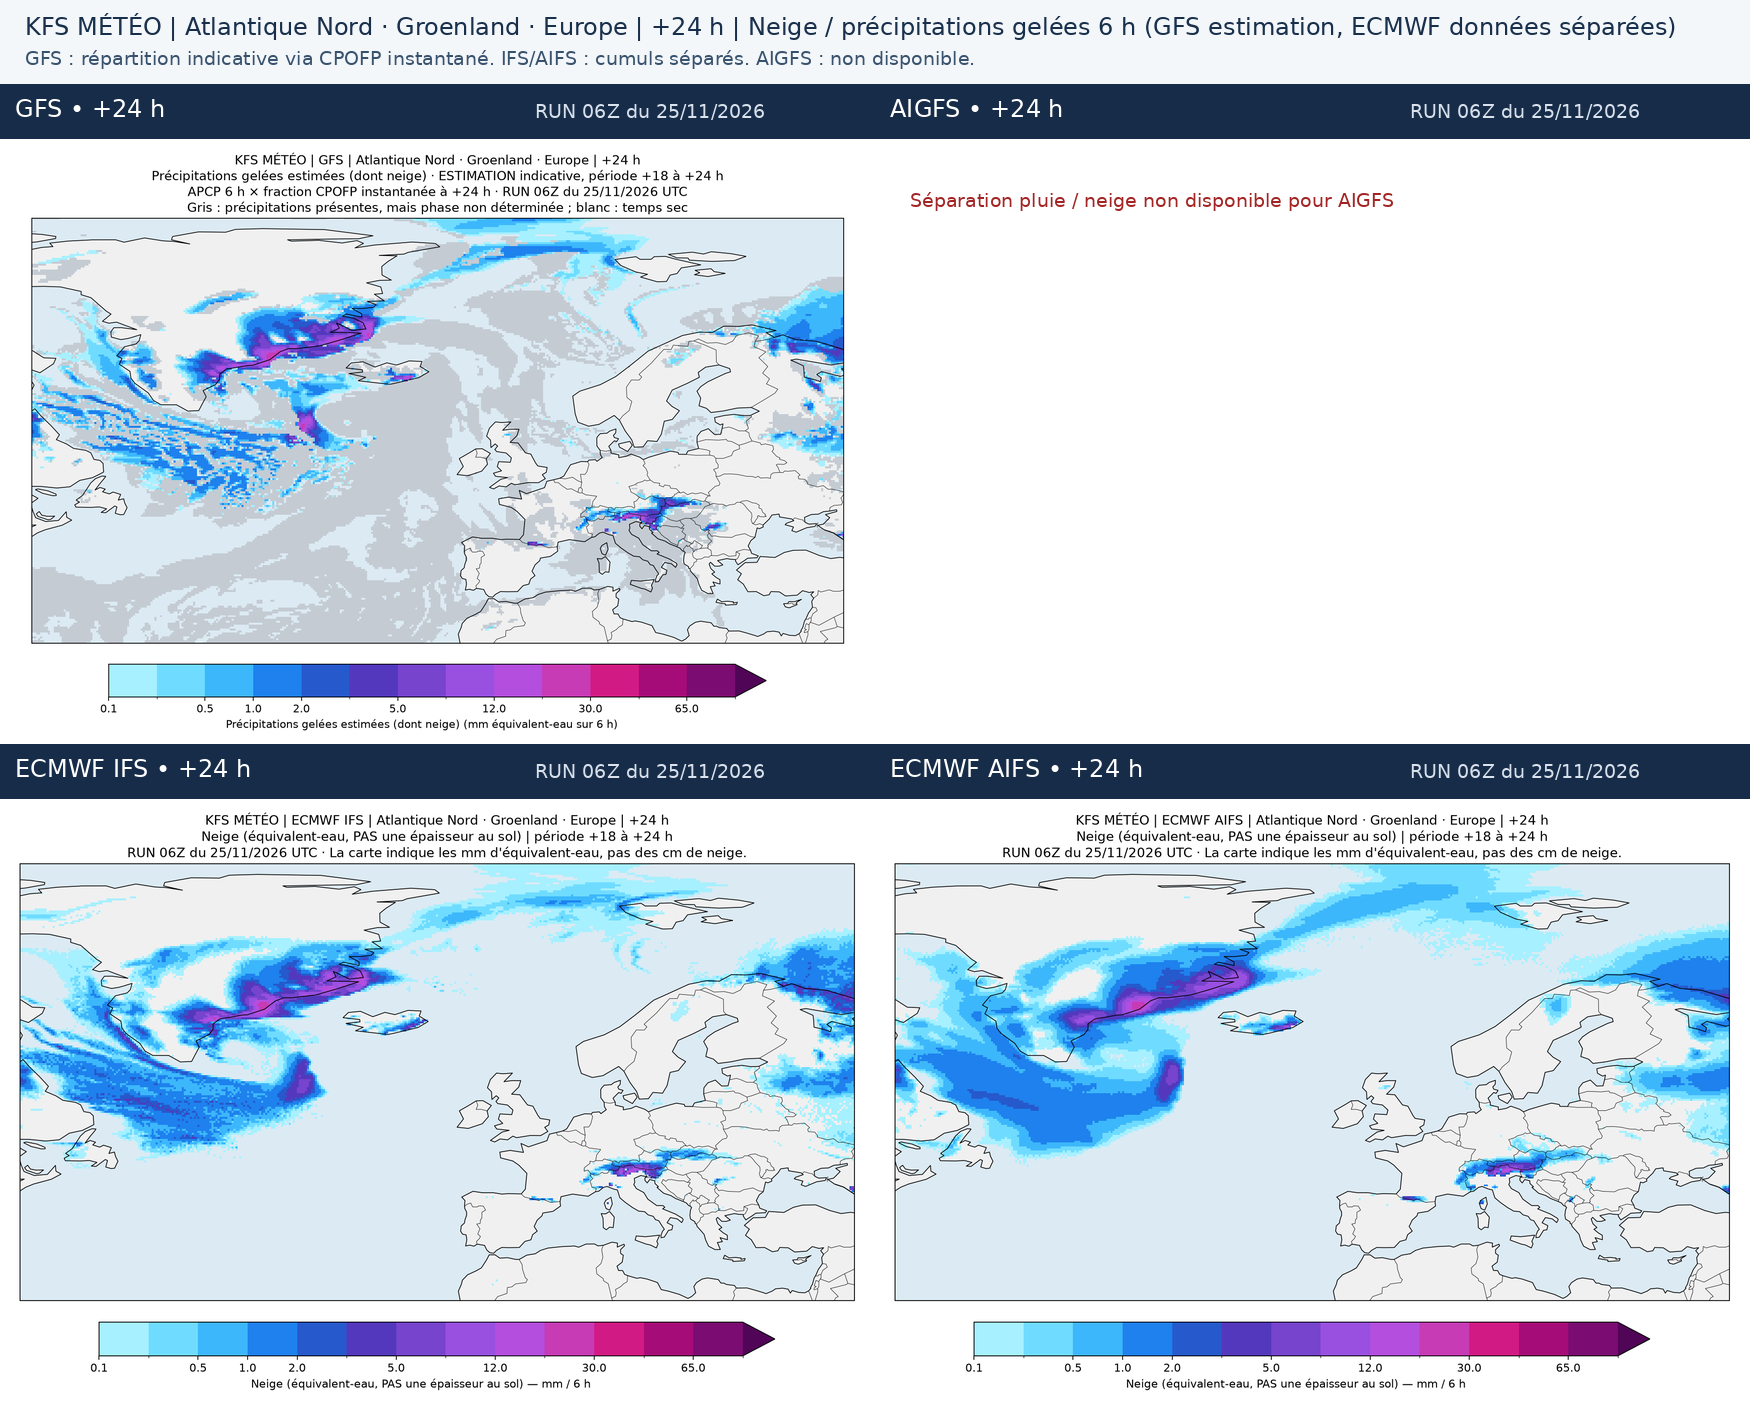 KFS MÉTÉO | Atlantique Nord · Groenland · Europe | +24 h | Neige / précipitations gelées 6 h (GFS estimation, ECMWF données séparées)
GFS : répartition indicative via CPOFP instantané. IFS/AIFS : cumuls séparés. AIGFS : non disponible.
GFS • +24 h
RUN 06Z du 25/11/2026
AIGFS • +24 h
RUN 06Z du 25/11/2026
KFS MÉTÉO | GFS | Atlantique Nord · Groenland · Europe | +24 h
Précipitations gelées estimées (dont neige) · ESTIMATION indicative, période +18 à +24 h
APCP 6 h × fraction CPOFP instantanée à +24 h · RUN 06Z du 25/11/2026 UTC
Gris : précipitations présentes, mais phase non déterminée ; blanc : temps sec
Séparation pluie / neige non disponible pour AIGFS
0.1 0.5 1.0 2.0 5.0 12.0 30.0 65.0
Précipitations gelées estimées (dont neige) (mm équivalent-eau sur 6 h)
ECMWF IFS • +24 h
RUN 06Z du 25/11/2026
ECMWF AIFS • +24 h
RUN 06Z du 25/11/2026
KFS MÉTÉO | ECMWF IFS | Atlantique Nord · Groenland · Europe | +24 h
Neige (équivalent-eau, PAS une épaisseur au sol) | période +18 à +24 h
RUN 06Z du 25/11/2026 UTC · La carte indique les mm d'équivalent-eau, pas des cm de neige.
KFS MÉTÉO | ECMWF AIFS | Atlantique Nord · Groenland · Europe | +24 h
Neige (équivalent-eau, PAS une épaisseur au sol) | période +18 à +24 h
RUN 06Z du 25/11/2026 UTC · La carte indique les mm d'équivalent-eau, pas des cm de neige.
0.1 0.5 1.0 2.0 5.0 12.0 30.0 65.0
Neige (équivalent-eau, PAS une épaisseur au sol) — mm / 6 h
0.1 0.5 1.0 2.0 5.0 12.0 30.0 65.0
Neige (équivalent-eau, PAS une épaisseur au sol) — mm / 6 h